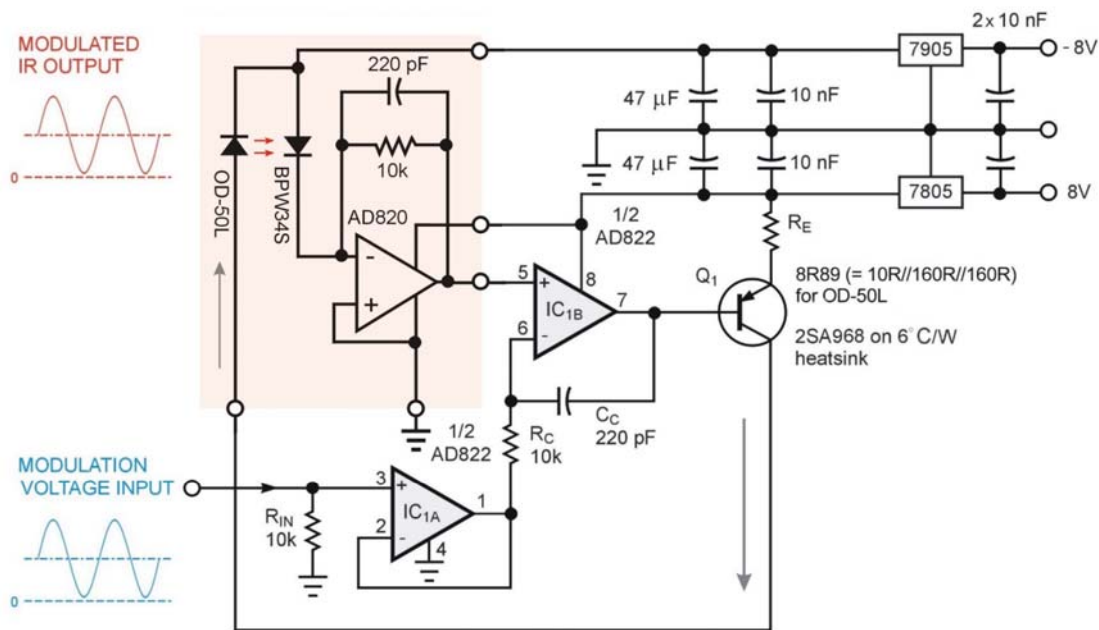 MODULATED
IR OUTPUT
0
220 pF
10k
OD-50L
BPW34S
AD820
-
+
47 µF
10 nF
47 µF
10 nF
7905
7805
2 x 10 nF
- 8V
8V
1/2
AD822
5
+
6
-
8
7
IC1B
RE
Q1
8R89 (= 10R//160R//160R)
for OD-50L
2SA968 on 6°C/W
heatsink
CC
220 pF
RC
10k
1/2
AD822
MODULATION
VOLTAGE INPUT
0
RIN
10k
3
+
2
-
IC1A
1
4